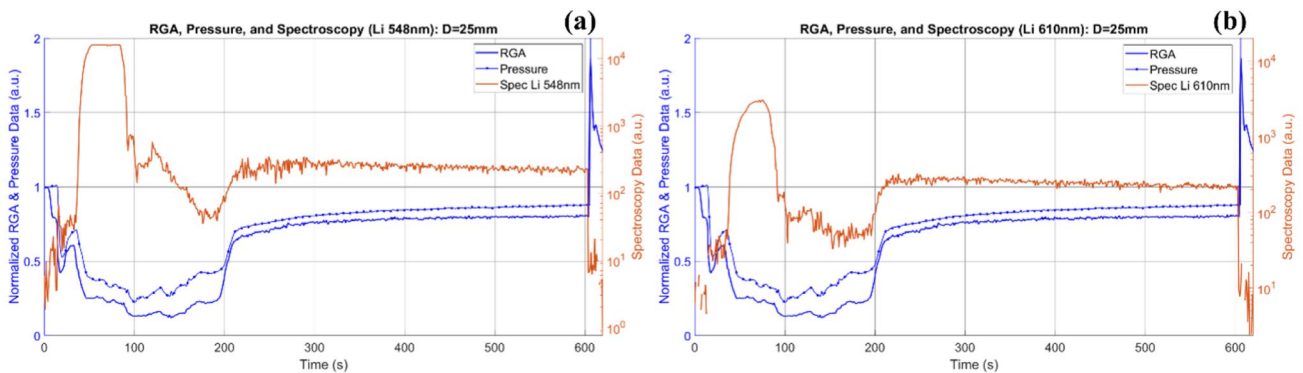 (a)
RGA, Pressure, and Spectroscopy (Li 548nm): D=25mm
RGA
Pressure
Spec Li 548nm
Normalized RGA & Pressure Data (a.u.)
2
1.5
1
0.5
0
Spectroscopy Data (a.u.)
10^4
10^3
10^2
10^1
10^0
0 100 200 300 400 500 600
Time (s)
(b)
RGA, Pressure, and Spectroscopy (Li 610nm): D=25mm
RGA
Pressure
Spec Li 610nm
Normalized RGA & Pressure Data (a.u.)
2
1.5
1
0.5
0
Spectroscopy Data (a.u.)
10^4
10^3
10^2
10^1
0 100 200 300 400 500 600
Time (s)